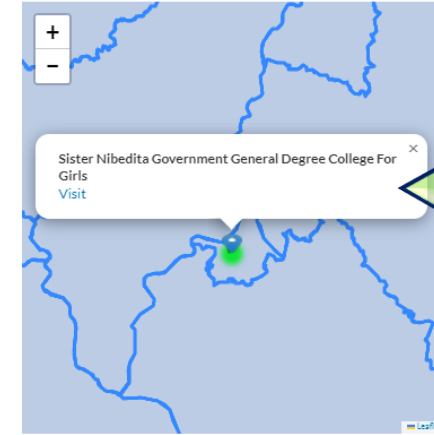 +
−
×
Sister Nibedita Government General Degree College For
Girls
Visit